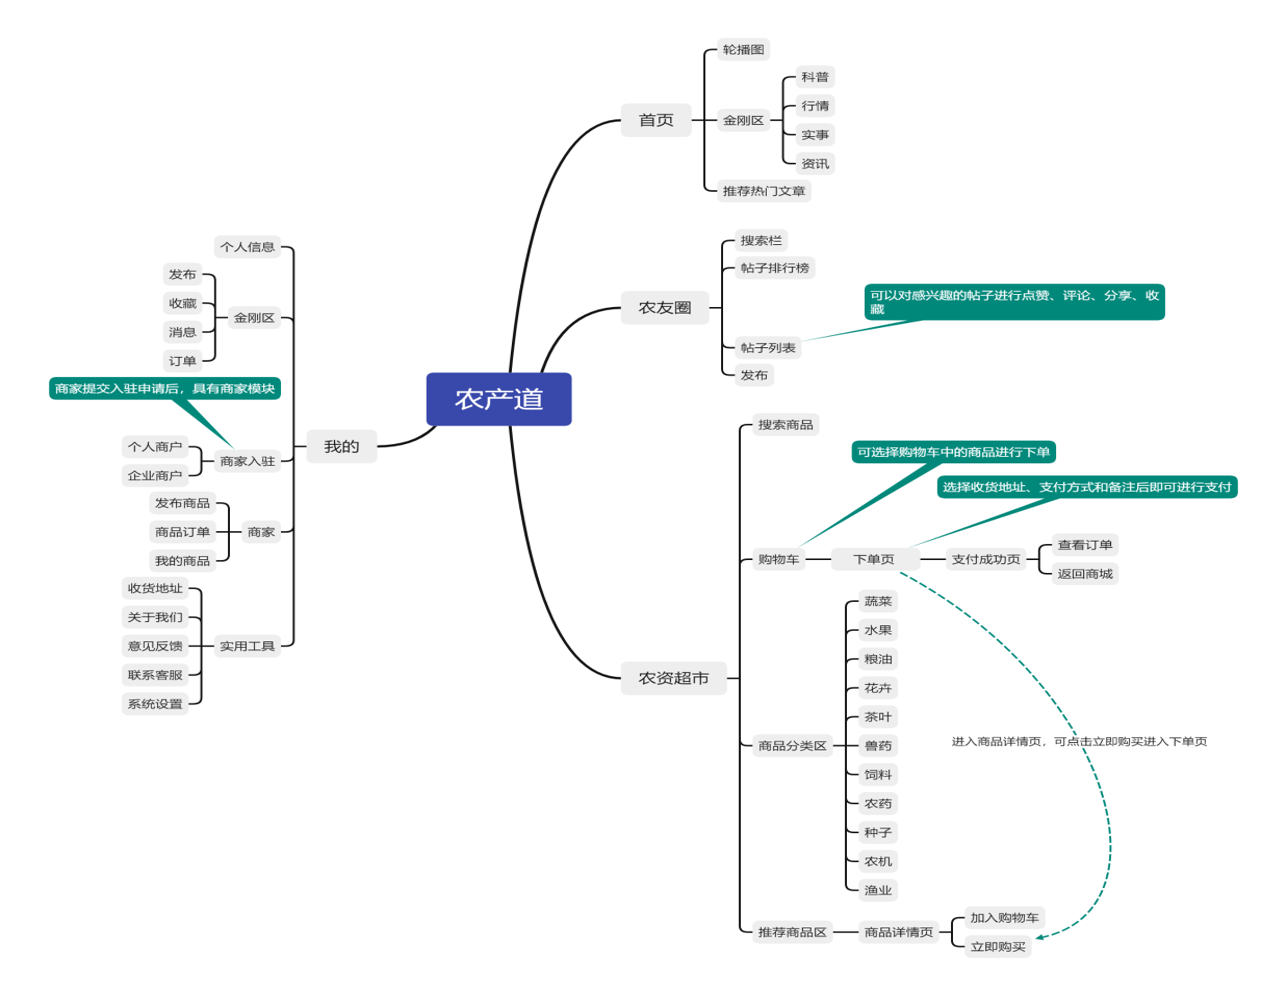 农产道
首页
轮播图
金刚区
科普
行情
实事
资讯
推荐热门文章
农友圈
搜索栏
帖子排行榜
帖子列表
可以对感兴趣的帖子进行点赞、评论、分享、收
藏
发布
农资超市
搜索商品
购物车
可选择购物车中的商品进行下单
下单页
选择收货地址、支付方式和备注后即可进行支付
支付成功页
查看订单
返回商城
商品分类区
蔬菜
水果
粮油
花卉
茶叶
兽药
饲料
农药
种子
农机
渔业
进入商品详情页，可点击立即购买进入下单页
推荐商品区
商品详情页
加入购物车
立即购买
我的
个人信息
金刚区
发布
收藏
消息
订单
商家提交入驻申请后，具有商家模块
商家入驻
个人商户
企业商户
商家
发布商品
商品订单
我的商品
实用工具
收货地址
关于我们
意见反馈
联系客服
系统设置